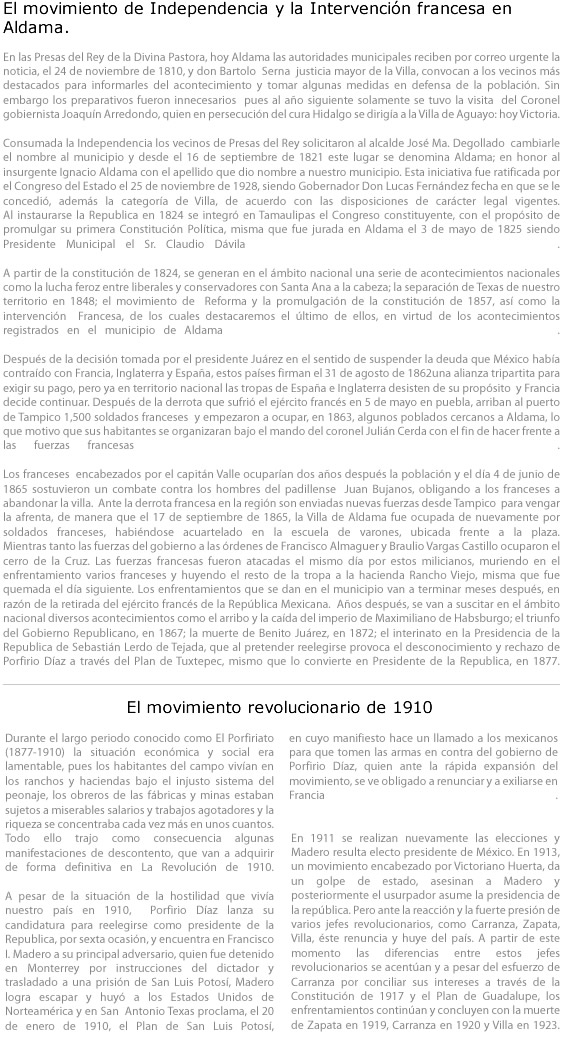 El movimiento de Independencia y la Intervención francesa en
Aldama.
En las Presas del Rey de la Divina Pastora, hoy Aldama las autoridades municipales reciben por correo urgente la
noticia, el 24 de noviembre de 1810, y don Bartolo Serna justicia mayor de la Villa, convocan a los vecinos más
destacados para informarles del acontecimiento y tomar algunas medidas en defensa de la población. Sin
embargo los preparativos fueron innecesarios pues al año siguiente solamente se tuvo la visita del Coronel
gobiernista Joaquín Arredondo, quien en persecución del cura Hidalgo se dirigía a la Villa de Aguayo: hoy Victoria.
Consumada la Independencia los vecinos de Presas del Rey solicitaron al alcalde José Ma. Degollado cambiarle
el nombre al municipio y desde el 16 de septiembre de 1821 este lugar se denomina Aldama; en honor al
insurgente Ignacio Aldama con el apellido que dio nombre a nuestro municipio. Esta iniciativa fue ratificada por
el Congreso del Estado el 25 de noviembre de 1928, siendo Gobernador Don Lucas Fernández fecha en que se le
concedió, además la categoría de Villa, de acuerdo con las disposiciones de carácter legal vigentes.
Al instaurarse la Republica en 1824 se integró en Tamaulipas el Congreso constituyente, con el propósito de
promulgar su primera Constitución Política, misma que fue jurada en Aldama el 3 de mayo de 1825 siendo
Presidente Municipal el Sr. Claudio Dávila .
A partir de la constitución de 1824, se generan en el ámbito nacional una serie de acontecimientos nacionales
como la lucha feroz entre liberales y conservadores con Santa Ana a la cabeza; la separación de Texas de nuestro
territorio en 1848; el movimiento de Reforma y la promulgación de la constitución de 1857, así como la
intervención Francesa, de los cuales destacaremos el último de ellos, en virtud de los acontecimientos
registrados en el municipio de Aldama .
Después de la decisión tomada por el presidente Juárez en el sentido de suspender la deuda que México había
contraído con Francia, Inglaterra y España, estos países firman el 31 de agosto de 1862una alianza tripartita para
exigir su pago, pero ya en territorio nacional las tropas de España e Inglaterra desisten de su propósito y Francia
decide continuar. Después de la derrota que sufrió el ejército francés en 5 de mayo en puebla, arriban al puerto
de Tampico 1,500 soldados franceses y empezaron a ocupar, en 1863, algunos poblados cercanos a Aldama, lo
que motivo que sus habitantes se organizaran bajo el mando del coronel Julián Cerda con el fin de hacer frente a
las fuerzas francesas .
Los franceses encabezados por el capitán Valle ocuparían dos años después la población y el día 4 de junio de
1865 sostuvieron un combate contra los hombres del padillense Juan Bujanos, obligando a los franceses a
abandonar la villa. Ante la derrota francesa en la región son enviadas nuevas fuerzas desde Tampico para vengar
la afrenta, de manera que el 17 de septiembre de 1865, la Villa de Aldama fue ocupada de nuevamente por
soldados franceses, habiéndose acuartelado en la escuela de varones, ubicada frente a la plaza.
Mientras tanto las fuerzas del gobierno a las órdenes de Francisco Almaguer y Braulio Vargas Castillo ocuparon el
cerro de la Cruz. Las fuerzas francesas fueron atacadas el mismo día por estos milicianos, muriendo en el
enfrentamiento varios franceses y huyendo el resto de la tropa a la hacienda Rancho Viejo, misma que fue
quemada el día siguiente. Los enfrentamientos que se dan en el municipio van a terminar meses después, en
razón de la retirada del ejército francés de la República Mexicana. Años después, se van a suscitar en el ámbito
nacional diversos acontecimientos como el arribo y la caída del imperio de Maximiliano de Habsburgo; el triunfo
del Gobierno Republicano, en 1867; la muerte de Benito Juárez, en 1872; el interinato en la Presidencia de la
Republica de Sebastián Lerdo de Tejada, que al pretender reelegirse provoca el desconocimiento y rechazo de
Porfirio Díaz a través del Plan de Tuxtepec, mismo que lo convierte en Presidente de la Republica, en 1877.
El movimiento revolucionario de 1910
Durante el largo periodo conocido como El Porfiriato
(1877-1910) la situación económica y social era
lamentable, pues los habitantes del campo vivían en
los ranchos y haciendas bajo el injusto sistema del
peonaje, los obreros de las fábricas y minas estaban
sujetos a miserables salarios y trabajos agotadores y la
riqueza se concentraba cada vez más en unos cuantos.
Todo ello trajo como consecuencia algunas
manifestaciones de descontento, que van a adquirir
de forma definitiva en La Revolución de 1910.
A pesar de la situación de la hostilidad que vivía
nuestro país en 1910, Porfirio Díaz lanza su
candidatura para reelegirse como presidente de la
Republica, por sexta ocasión, y encuentra en Francisco
I. Madero a su principal adversario, quien fue detenido
en Monterrey por instrucciones del dictador y
trasladado a una prisión de San Luis Potosí, Madero
logra escapar y huyó a los Estados Unidos de
Norteamérica y en San Antonio Texas proclama, el 20
de enero de 1910, el Plan de San Luis Potosí,
en cuyo manifiesto hace un llamado a los mexicanos
para que tomen las armas en contra del gobierno de
Porfirio Díaz, quien ante la rápida expansión del
movimiento, se ve obligado a renunciar y a exiliarse en
Francia .
En 1911 se realizan nuevamente las elecciones y
Madero resulta electo presidente de México. En 1913,
un movimiento encabezado por Victoriano Huerta, da
un golpe de estado, asesinan a Madero y
posteriormente el usurpador asume la presidencia de
la república. Pero ante la reacción y la fuerte presión de
varios jefes revolucionarios, como Carranza, Zapata,
Villa, éste renuncia y huye del país. A partir de este
momento las diferencias entre estos jefes
revolucionarios se acentúan y a pesar del esfuerzo de
Carranza por conciliar sus intereses a través de la
Constitución de 1917 y el Plan de Guadalupe, los
enfrentamientos continúan y concluyen con la muerte
de Zapata en 1919, Carranza en 1920 y Villa en 1923.